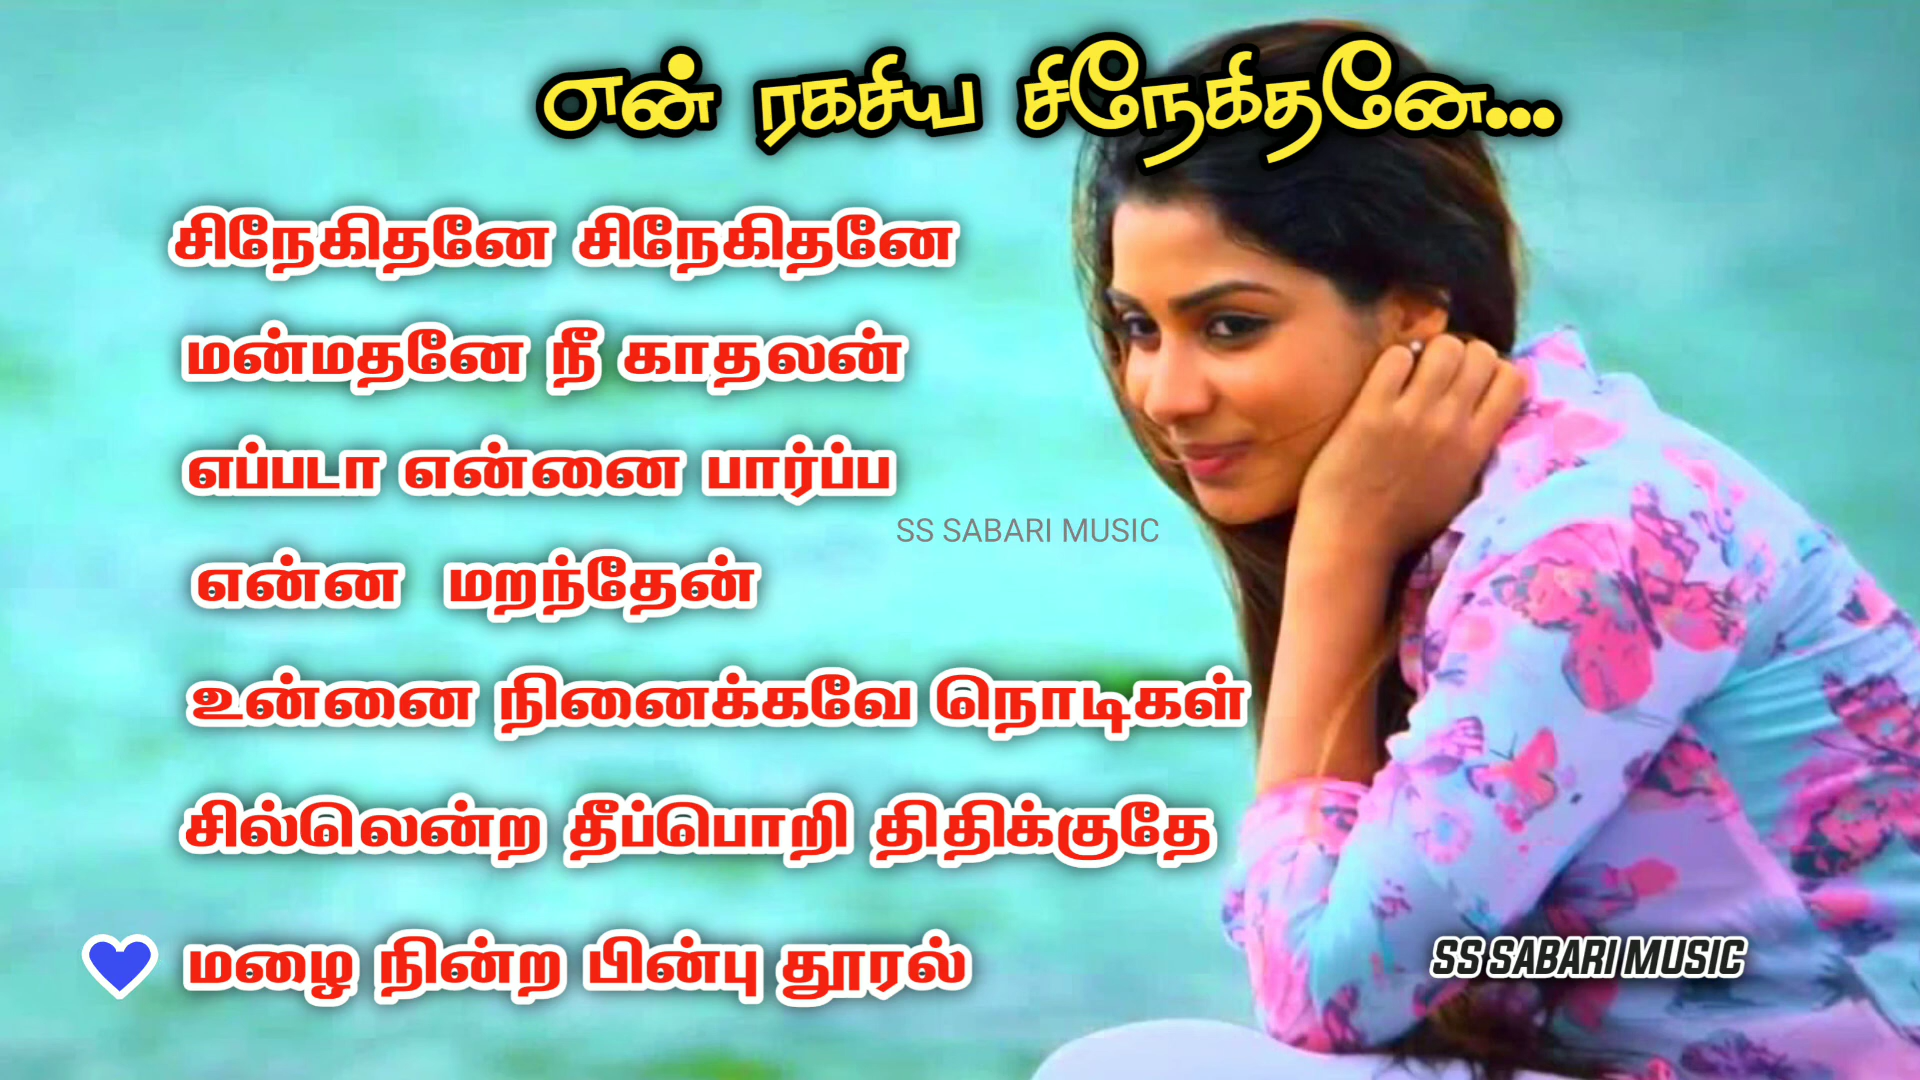 என் ரகசிய சிநேகிதனே...
சிநேகிதனே சிநேகிதனே
மன்மதனே நீ காதலன்
எப்படா என்னை பார்ப்ப
SS SABARI MUSIC
என்ன மறந்தேன்
உன்னை நினைக்கவே நொடிகள்
சில்லென்ற தீப்பொறி திதிக்குதே
மழை நின்ற பின்பு தூரல்
SS SABARI MUSIC